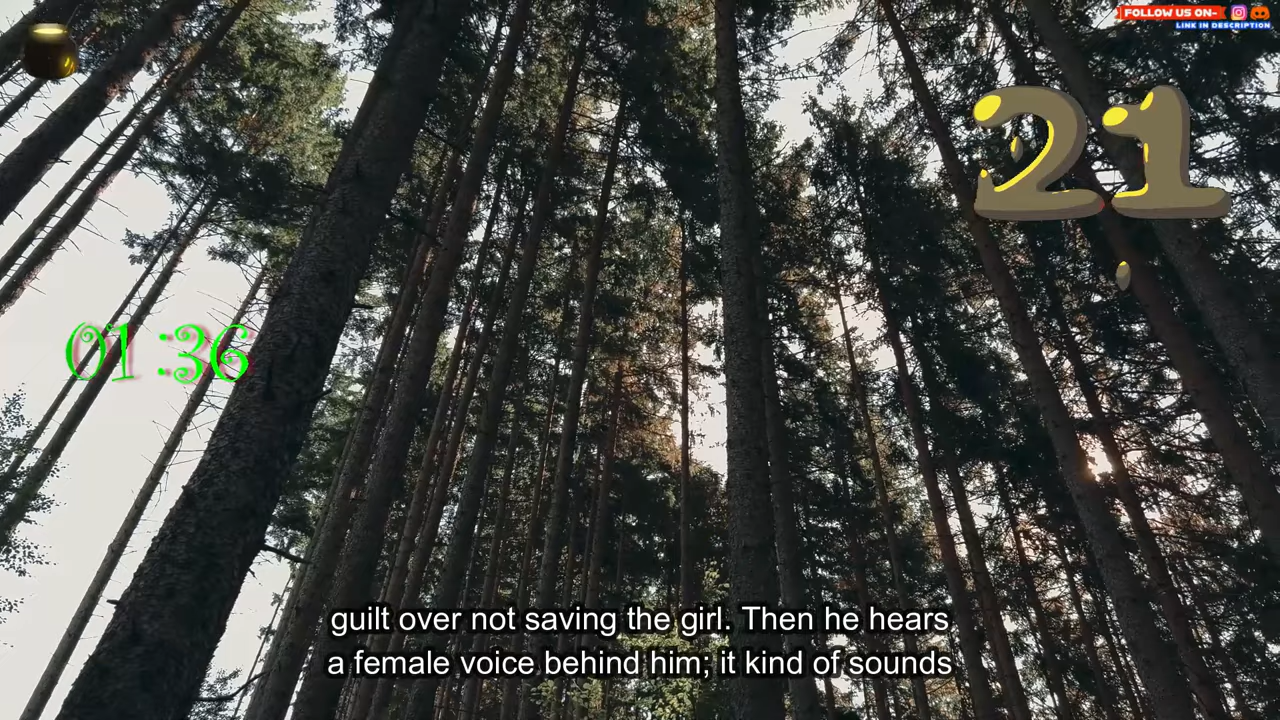 FOLLOW US ON-
LINK IN DESCRIPTION
21
01:36
guilt over not saving the girl. Then he hears
a female voice behind him; it kind of sounds